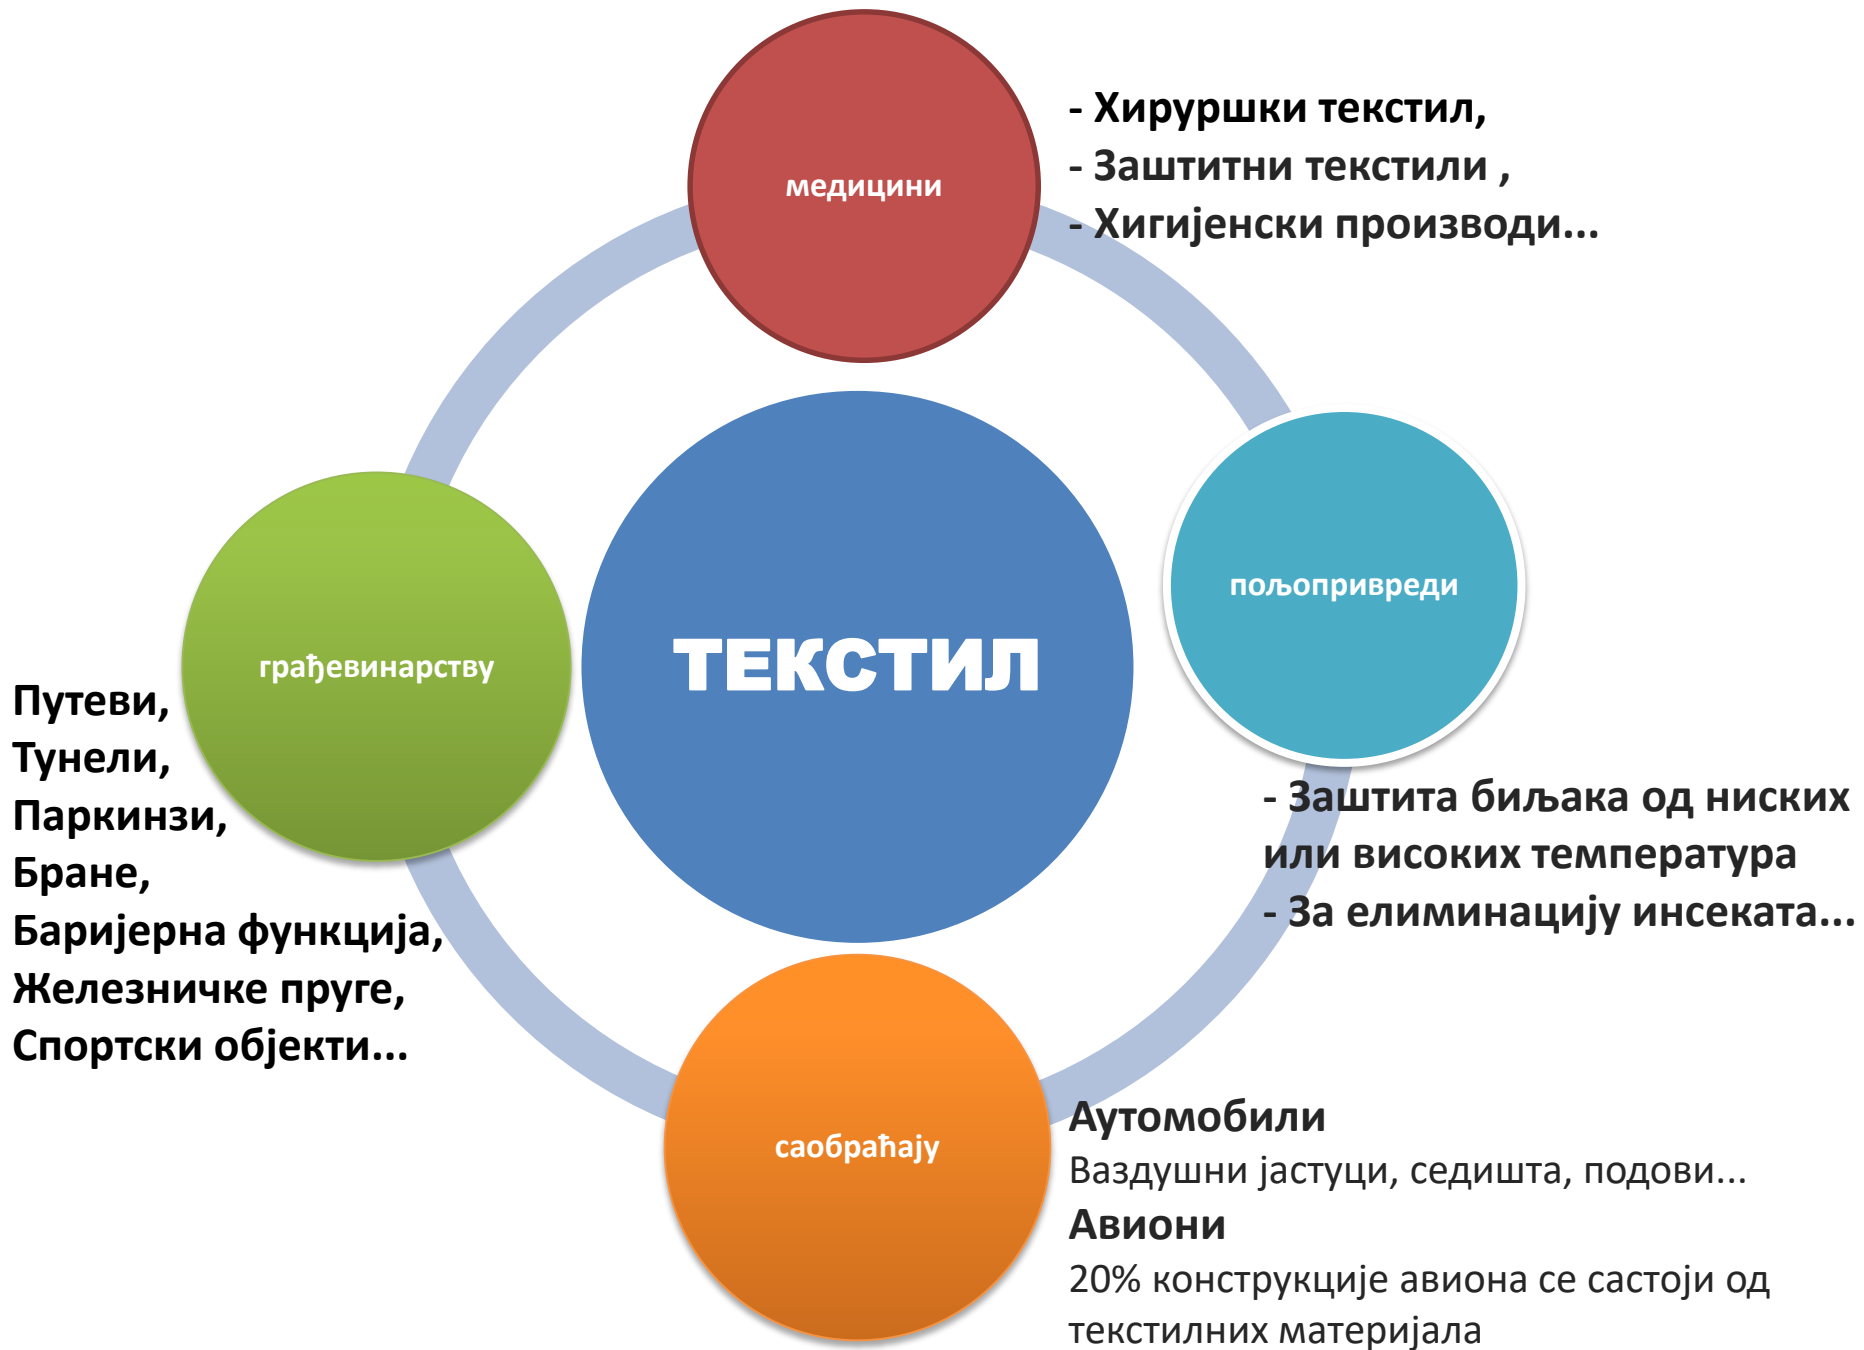 медицини
- Хируршки текстил,
- Заштитни текстили ,
- Хигијенски производи...
пољопривреди
- Заштита биљака од ниских
или високих температура
- За елиминацију инсеката...
ТЕКСТИЛ
грађевинарству
Путеви,
Тунели,
Паркинзи,
Бране,
Баријерна функција,
Железничке пруге,
Спортски објекти...
саобраћају
Аутомобили
Ваздушни јастуци, седишта, подови...
Авиони
20% конструкције авиона се састоји од
текстилних материјала